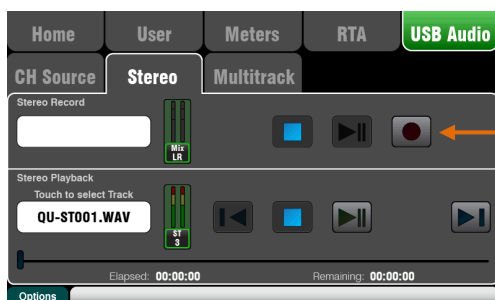 Home User Meters RTA USB Audio
CH Source Stereo Multitrack
Stereo Record
Mix
LR
Stereo Playback
Touch to select Track
QU-ST001.WAV
ST
3
Elapsed: 00:00:00 Remaining: 00:00:00
Options